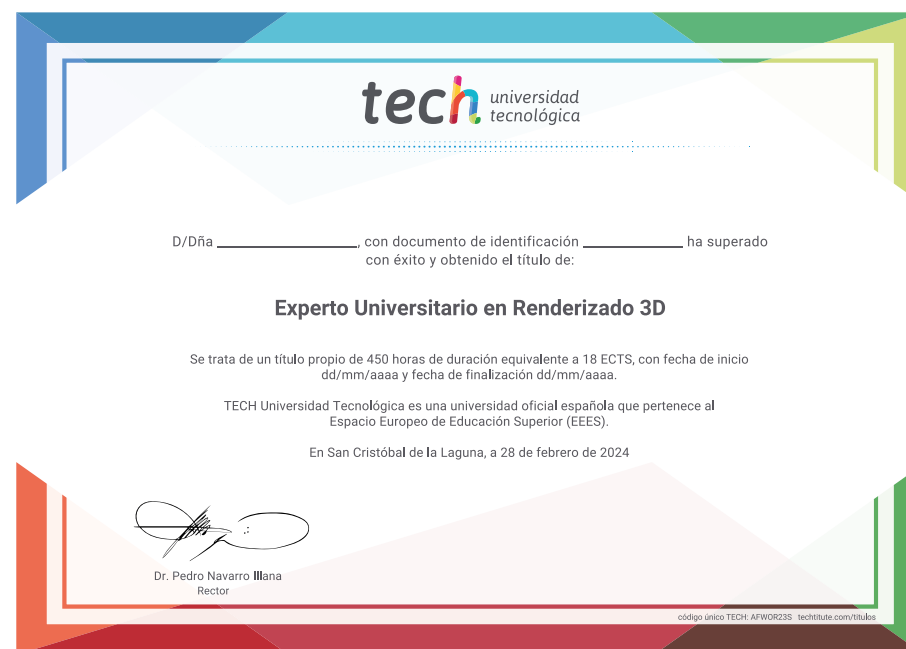 tech universidad
tecnológica
D/Dña ____________________, con documento de identificación ______________ ha superado
con éxito y obtenido el título de:
Experto Universitario en Renderizado 3D
Se trata de un título propio de 450 horas de duración equivalente a 18 ECTS, con fecha de inicio
dd/mm/aaaa y fecha de finalización dd/mm/aaaa.
TECH Universidad Tecnológica es una universidad oficial española que pertenece al
Espacio Europeo de Educación Superior (EEES).
En San Cristóbal de la Laguna, a 28 de febrero de 2024
Dr. Pedro Navarro Illana
Rector
código único TECH: AFWOR23S techtitute.com/titulos